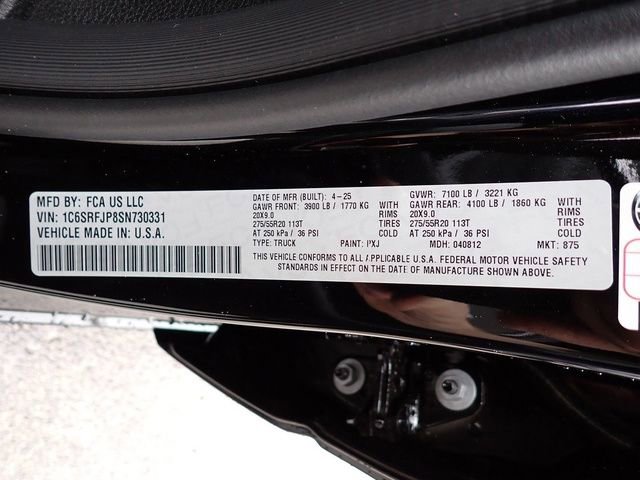 MFD BY: FCA US LLC
VIN: 1C6SRFJP8SN730331
VEHICLE MADE IN: U.S.A.
DATE OF MFR (BUILT): 4-25
GAWR FRONT: 3900 LB / 1770 KG WITH
20X9.0 RIMS
275/55R20 113T TIRES
AT 250 kPa / 36 PSI COLD
TYPE: TRUCK PAINT: PXJ
GVWR: 7100 LB / 3221 KG
GAWR REAR: 4100 LB / 1860 KG WITH
20X9.0 RIMS
275/55R20 113T TIRES
AT 250 kPa / 36 PSI COLD
MDH: 040812 MKT: 875
THIS VEHICLE CONFORMS TO ALL APPLICABLE U.S.A. FEDERAL MOTOR VEHICLE SAFETY
STANDARDS IN EFFECT ON THE DATE OF MANUFACTURE SHOWN ABOVE.